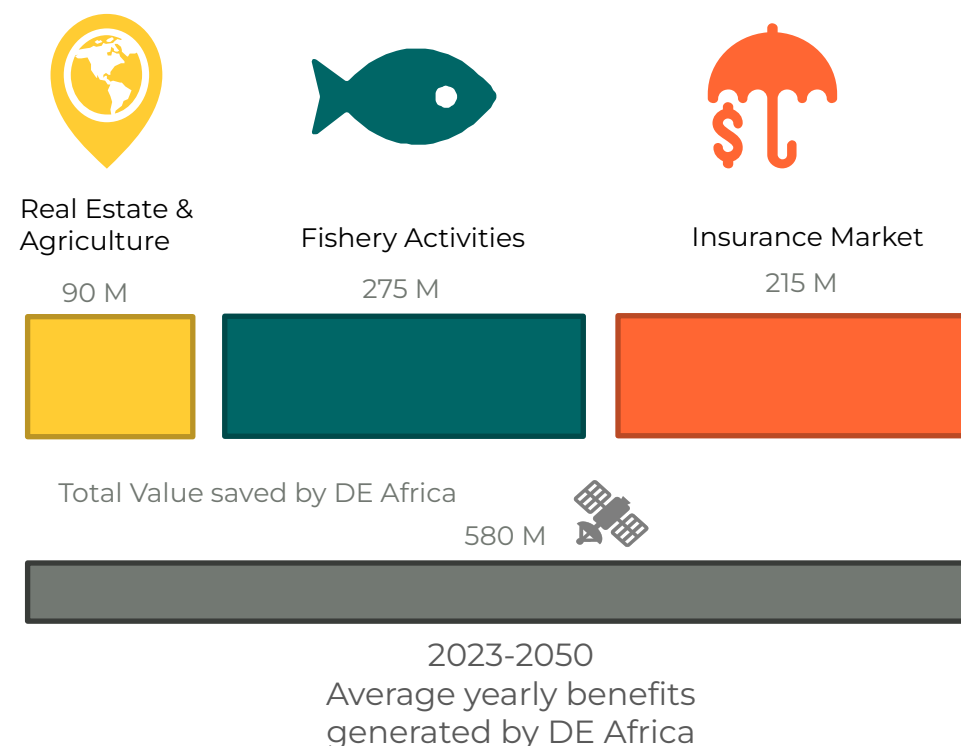 Real Estate &
Agriculture
90 M
Fishery Activities
275 M
$
Insurance Market
215 M
Total Value saved by DE Africa
580 M
2023-2050
Average yearly benefits
generated by DE Africa